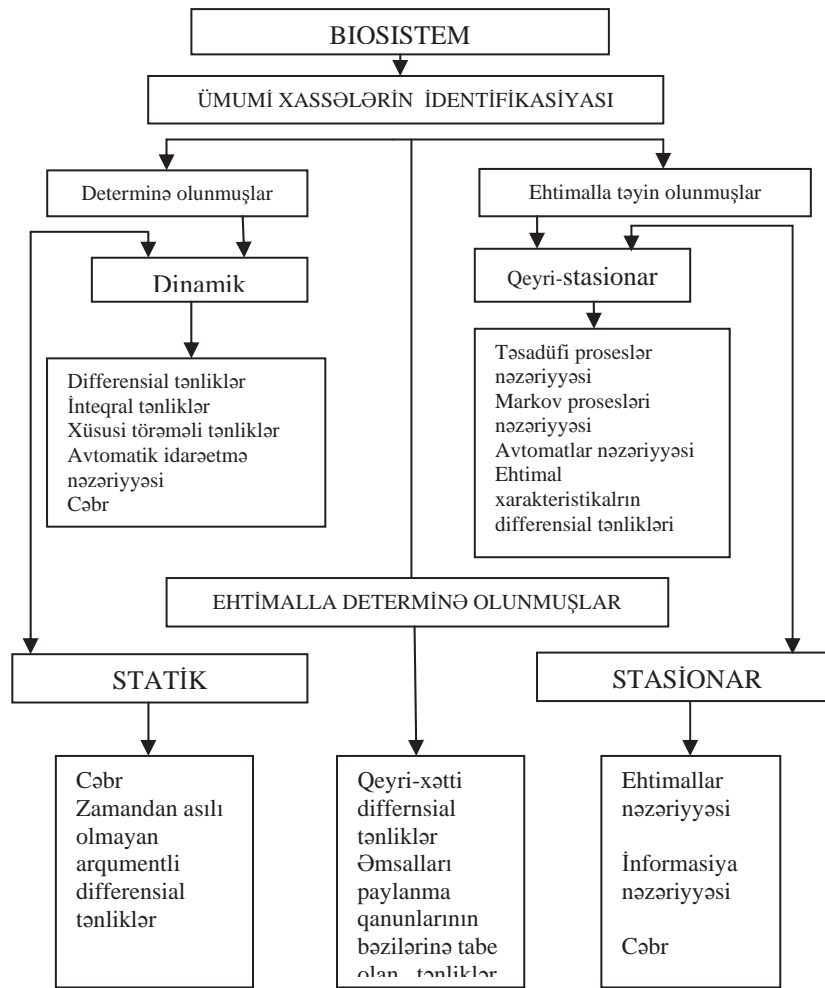 BIOSISTEM
ÜMUMİ XASSƏLƏRİN İDENTİFİKASİYASI
Determinə olunmuşlar
Ehtimalla təyin olunmuşlar
Dinamik
Qeyri-stasionar
Differensial tənliklər
İnteqral tənliklər
Xüsusi törəməli tənliklər
Avtomatik idarəetmə
nəzəriyyəsi
Cəbr
Təsadüfi proseslər
nəzəriyyəsi
Markov prosesləri
nəzəriyyəsi
Avtomatlar nəzəriyyəsi
Ehtimal
xarakteristikalrın
differensial tənlikləri
EHTİMALLA DETERMİNƏ OLUNMUŞLAR
STATİK
STASİONAR
Cəbr
Zamandan asılı
olmayan
arqumentli
differensial
tənliklər
Qeyri-xətti
differnsial
tənliklər
Əmsalları
paylanma
qanunlarının
bəzilərinə tabe
olan tənliklər
Ehtimallar
nəzəriyyəsi
İnformasiya
nəzəriyyəsi
Cəbr